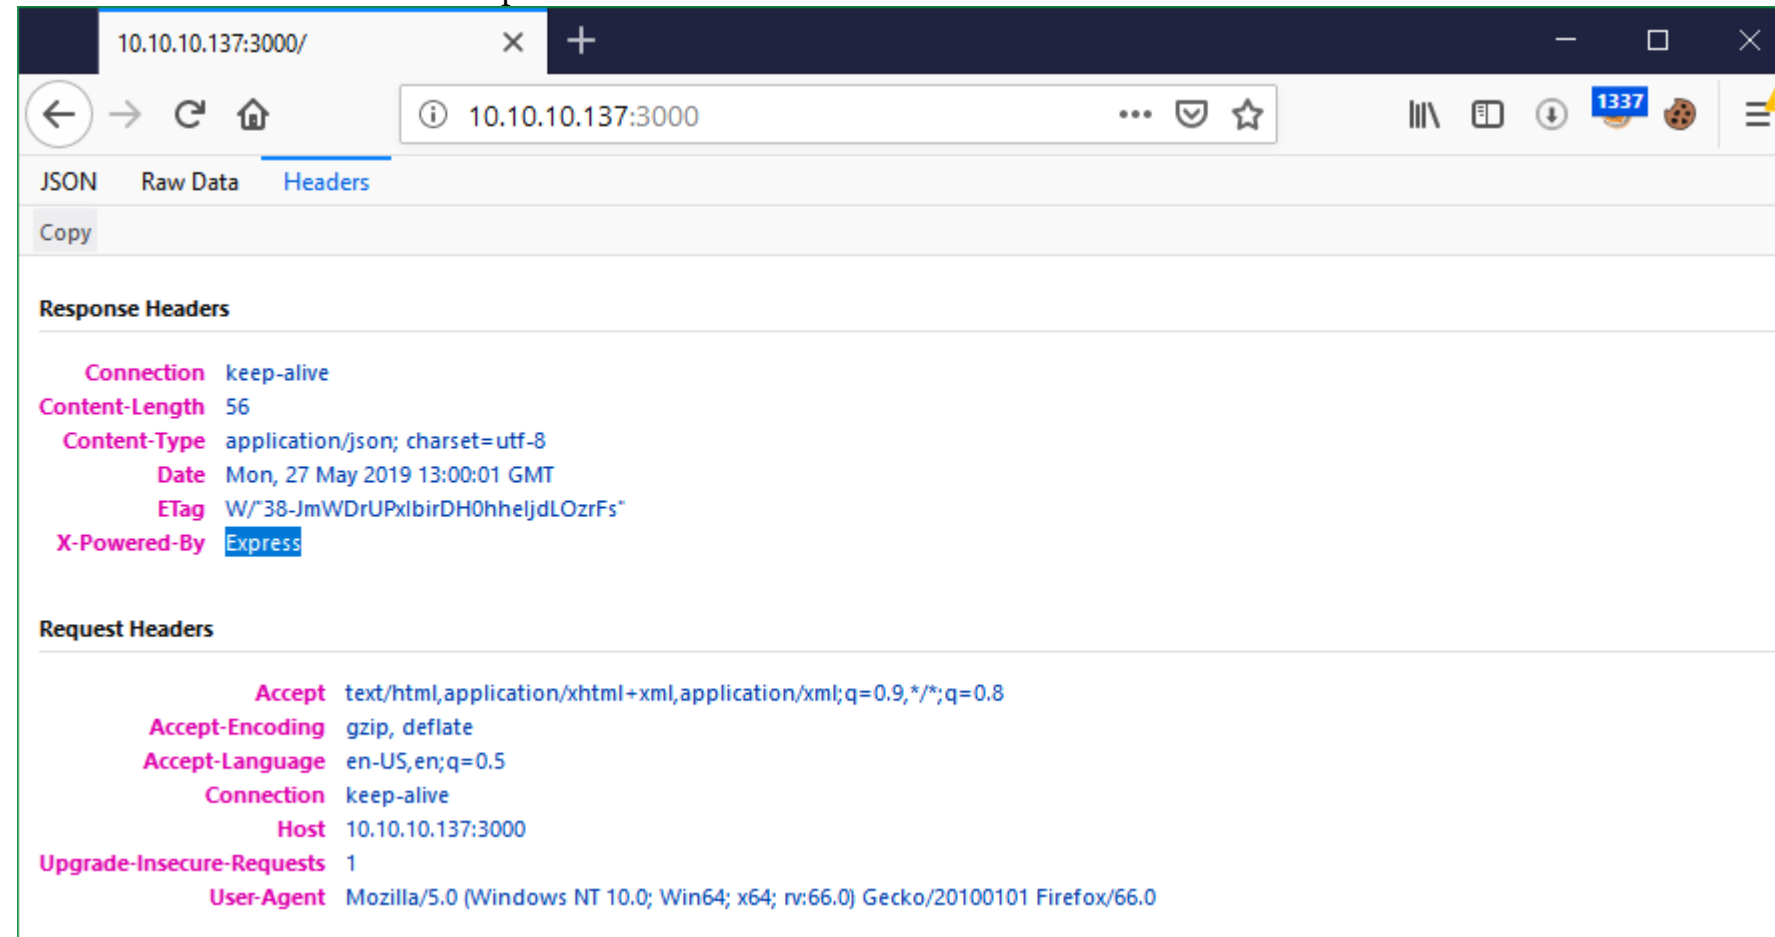 10.10.10.137:3000/
10.10.10.137:3000
1337
JSON Raw Data Headers
Copy
Response Headers
Connection keep-alive
Content-Length 56
Content-Type application/json; charset=utf-8
Date Mon, 27 May 2019 13:00:01 GMT
ETag W/"38-JmWDrUPxlbirDH0hheljdLOzrFs"
X-Powered-By Express
Request Headers
Accept text/html,application/xhtml+xml,application/xml;q=0.9,*/*;q=0.8
Accept-Encoding gzip, deflate
Accept-Language en-US,en;q=0.5
Connection keep-alive
Host 10.10.10.137:3000
Upgrade-Insecure-Requests 1
User-Agent Mozilla/5.0 (Windows NT 10.0; Win64; x64; rv:66.0) Gecko/20100101 Firefox/66.0